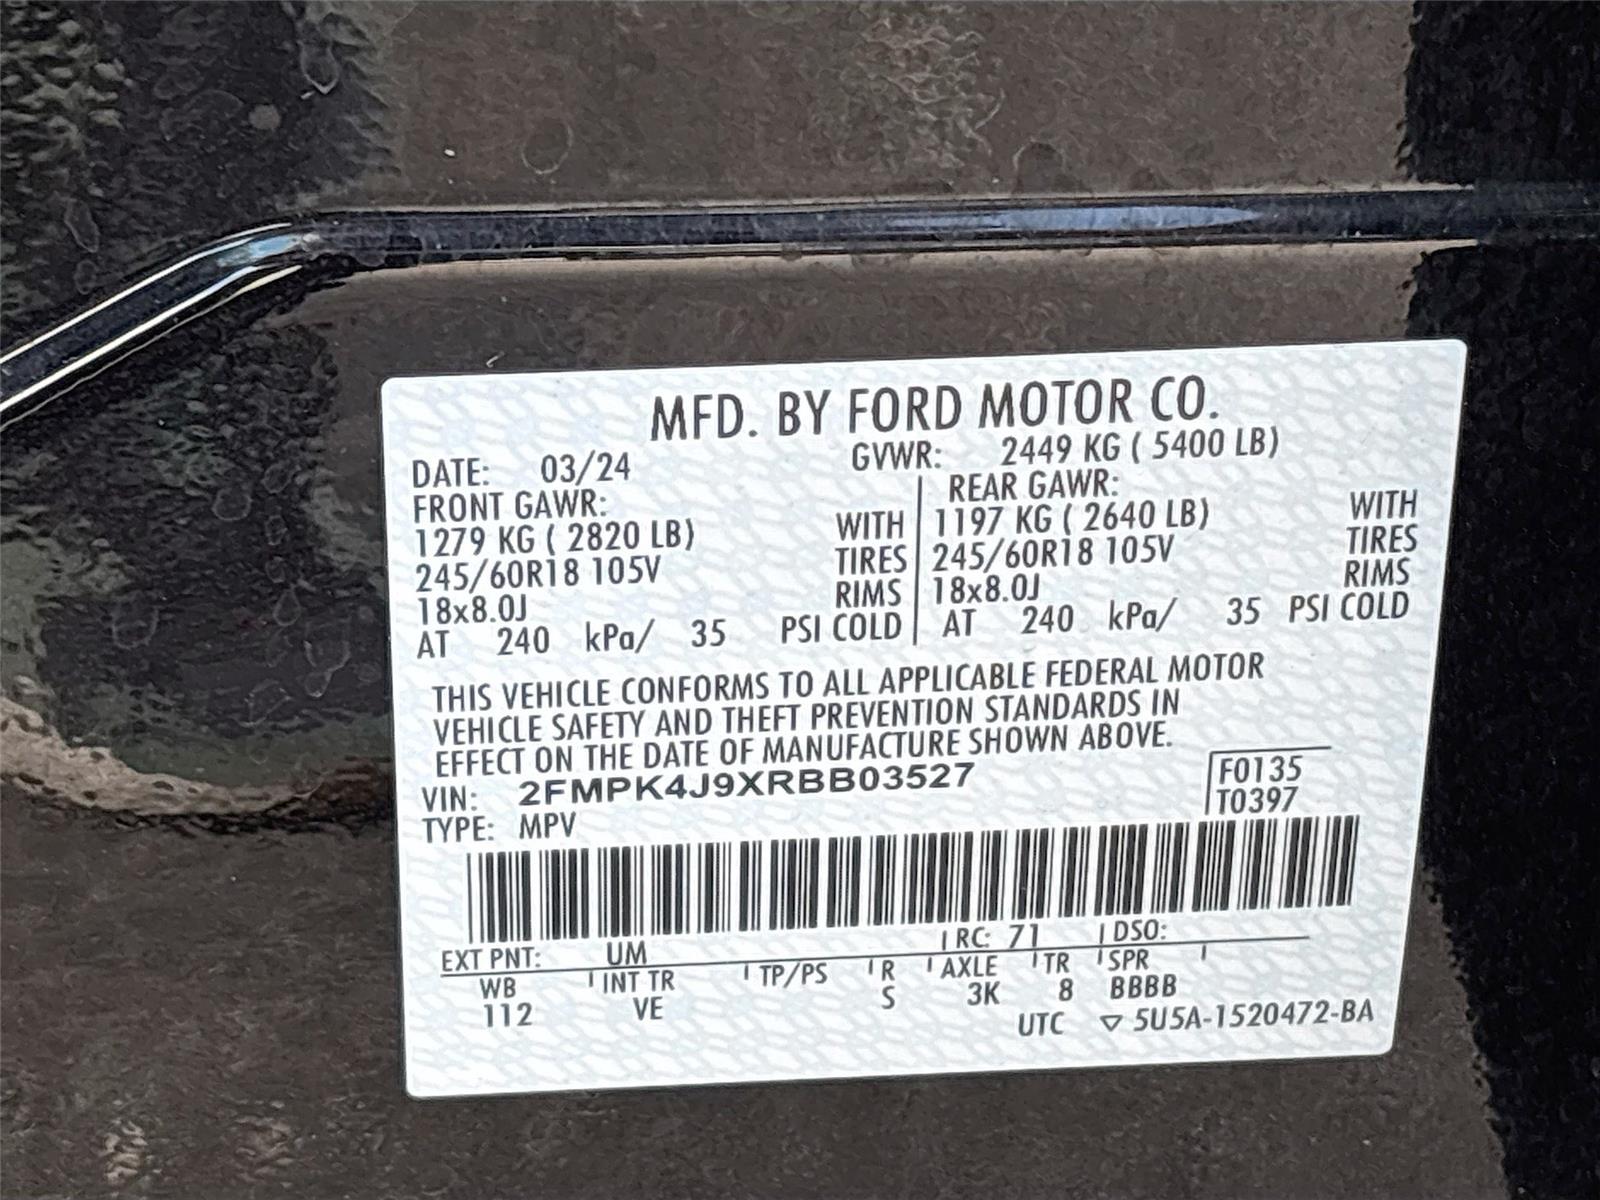 MFD. BY FORD MOTOR CO.
DATE: 03/24 GVWR: 2449 KG ( 5400 LB)
FRONT GAWR: REAR GAWR:
1279 KG ( 2820 LB) WITH 1197 KG ( 2640 LB) WITH
245/60R18 105V TIRES 245/60R18 105V TIRES
18x8.0J RIMS 18x8.0J RIMS
AT 240 kPa/ 35 PSI COLD AT 240 kPa/ 35 PSI COLD
THIS VEHICLE CONFORMS TO ALL APPLICABLE FEDERAL MOTOR
VEHICLE SAFETY AND THEFT PREVENTION STANDARDS IN
EFFECT ON THE DATE OF MANUFACTURE SHOWN ABOVE.
VIN: 2FMPK4J9XRBB03527 F0135
TYPE: MPV T0397
EXT PNT: UM RC: 71 DSO:
WB INT TR TP/PS R AXLE TR SPR
112 VE S 3K 8 BBBB
UTC ▽ 5U5A-1520472-BA